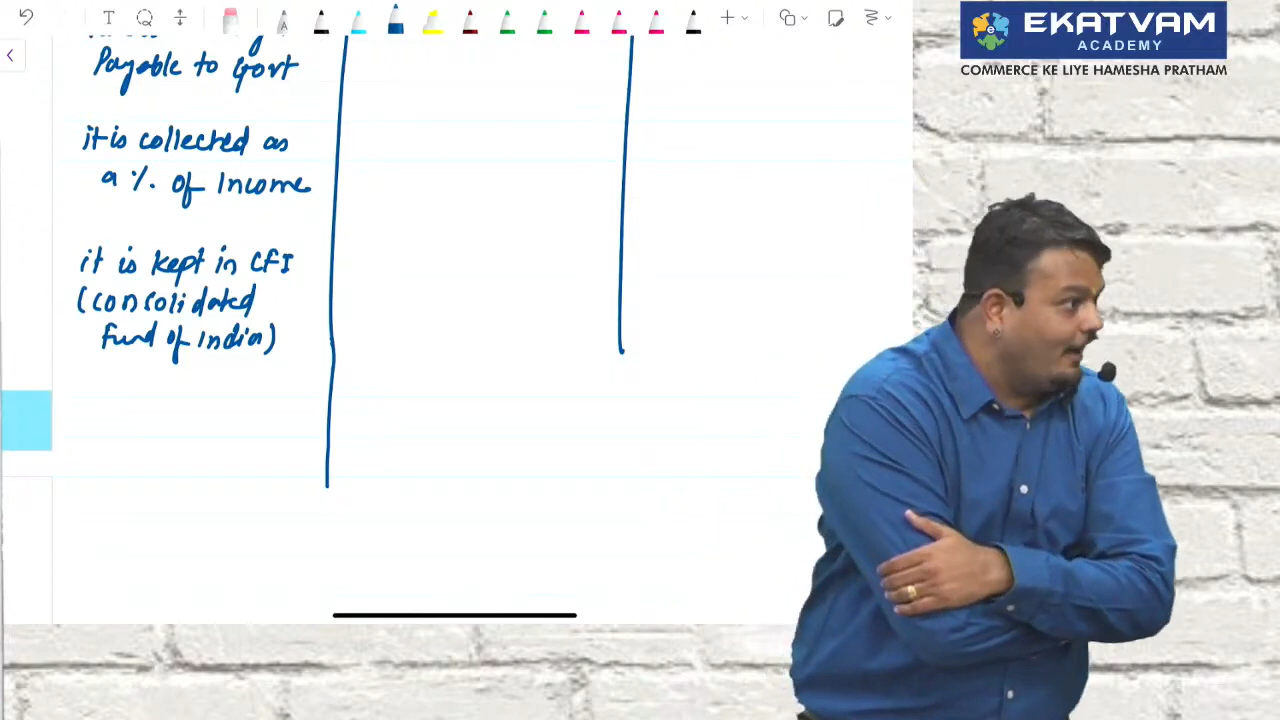 EKATVAM
ACADEMY
COMMERCE KE LIYE HAMESHA PRATHAM
Payable to Govt
it is collected as
a %. of Income
it is kept in CFI
(consolidated
Fund of India)